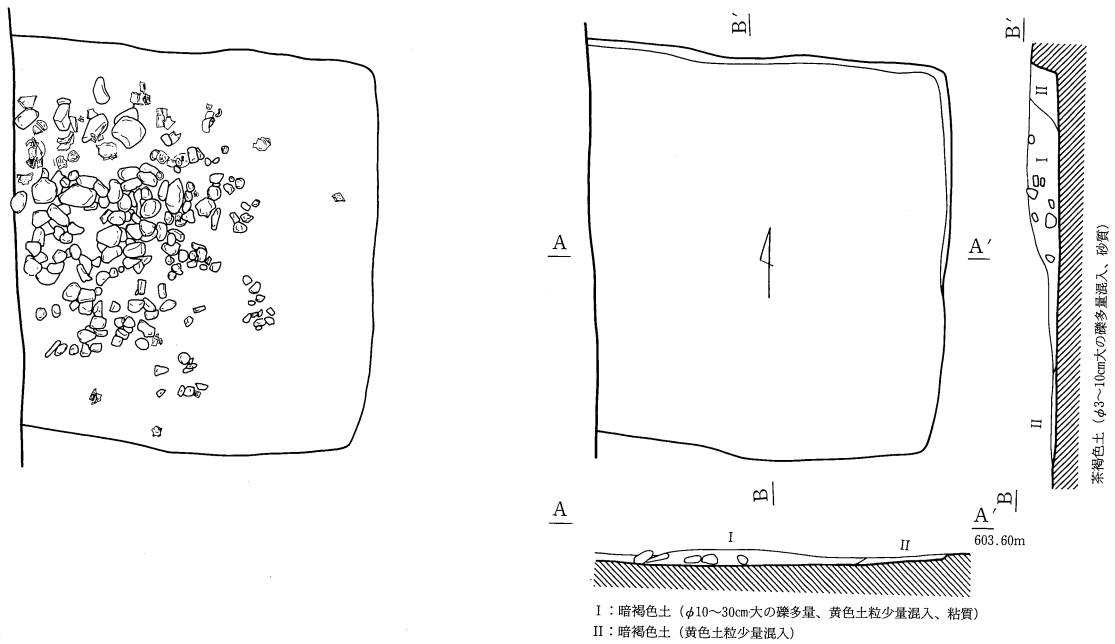 B′
B′
II
I
A
A′
II
茶褐色土（φ3～10cm大の礫多量混入、砂質）
B
B
A
A′
603.60m
I
II
I：暗褐色土（φ10～30cm大の礫多量、黄色土粒少量混入、粘質）
II：暗褐色土（黄色土粒少量混入）